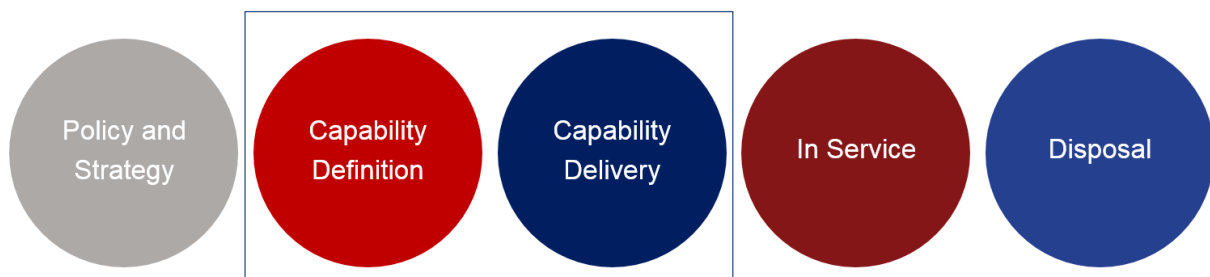 Policy and
Strategy
Capability
Definition
Capability
Delivery
In Service
Disposal